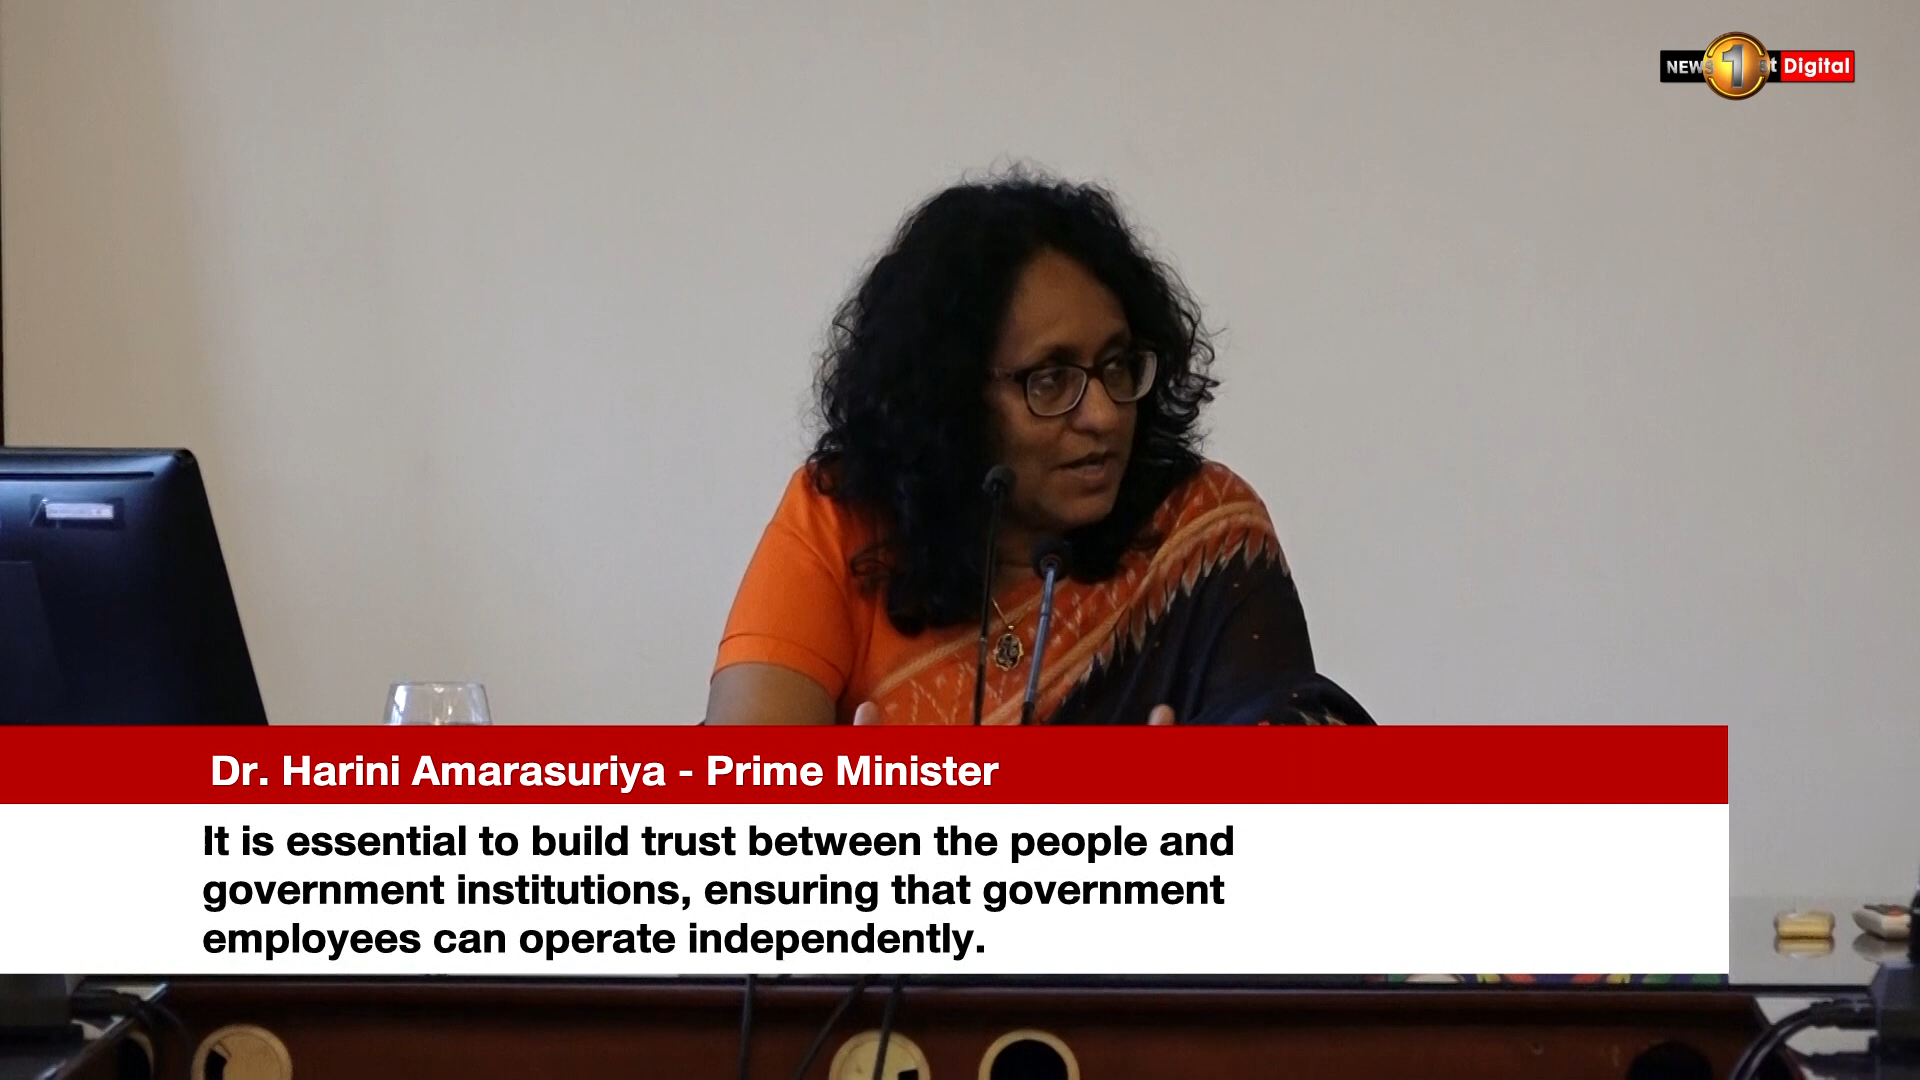 NEWS 1st Digital
Dr. Harini Amarasuriya - Prime Minister
It is essential to build trust between the people and
government institutions, ensuring that government
employees can operate independently.